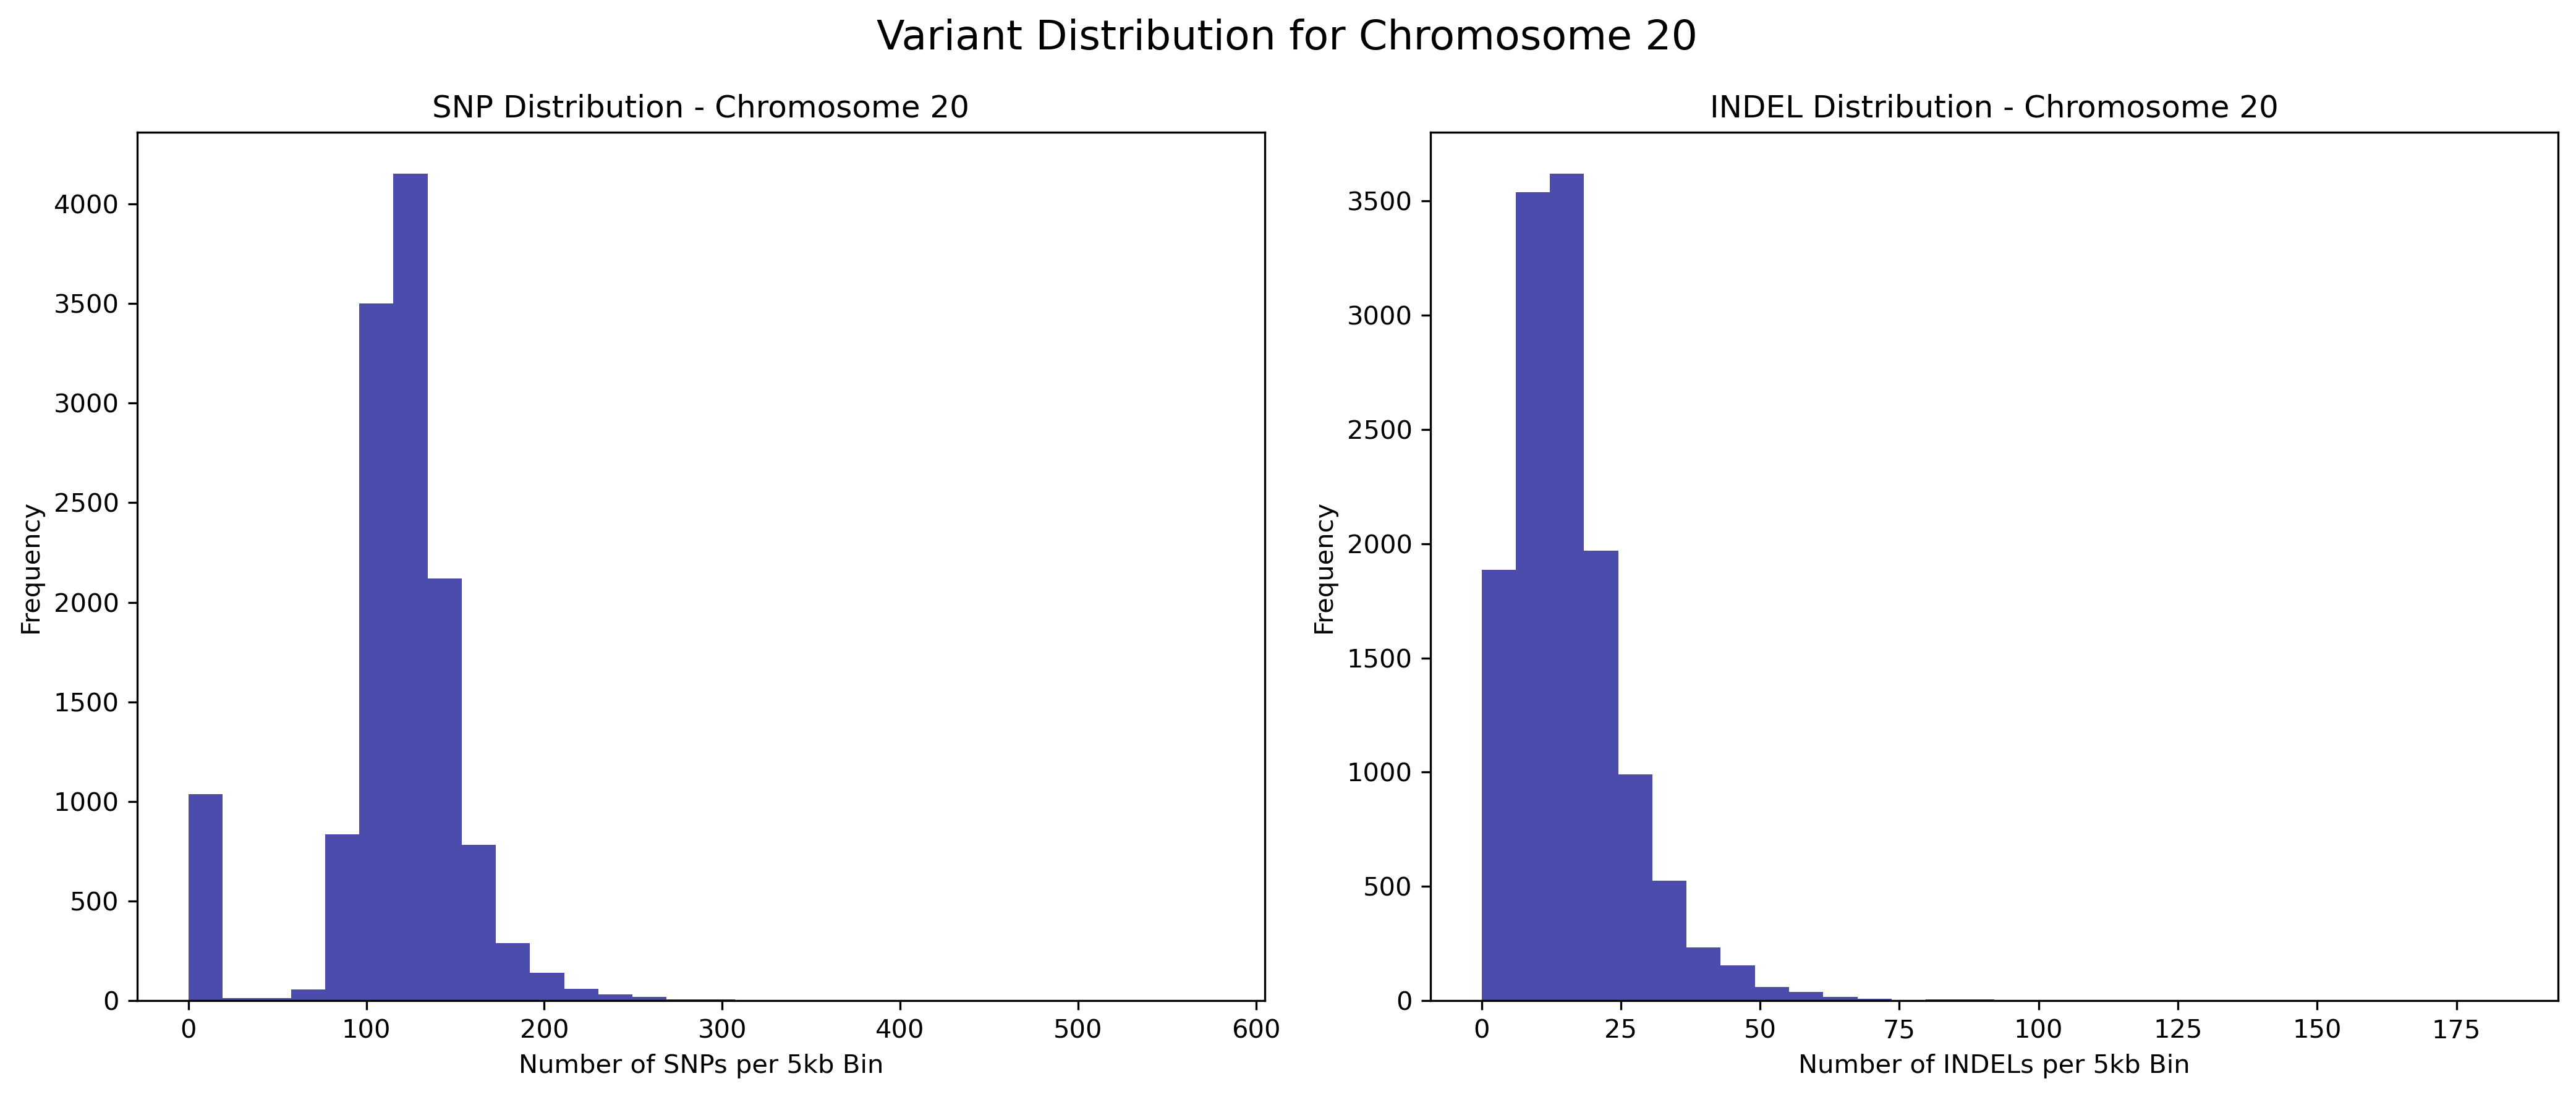 Variant Distribution for Chromosome 20
SNP Distribution - Chromosome 20
Frequency
4000
3500
3000
2500
2000
1500
1000
500
0
0 100 200 300 400 500 600
Number of SNPs per 5kb Bin
INDEL Distribution - Chromosome 20
Frequency
3500
3000
2500
2000
1500
1000
500
0
0 25 50 75 100 125 150 175
Number of INDELs per 5kb Bin